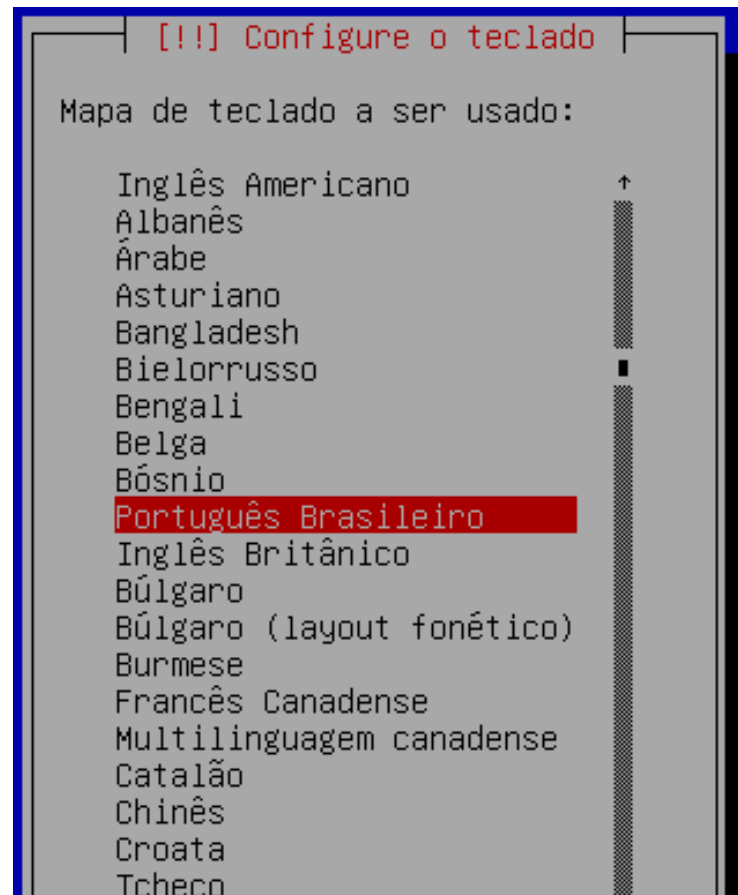 [!!] Configure o teclado
Mapa de teclado a ser usado:
Inglês Americano
Albanês
Árabe
Asturiano
Bangladesh
Bielorrusso
Bengali
Belga
Bósnio
Português Brasileiro
Inglês Britânico
Búlgaro
Búlgaro (layout fonético)
Burmese
Francês Canadense
Multilinguagem canadense
Catalão
Chinês
Croata
Tcheco